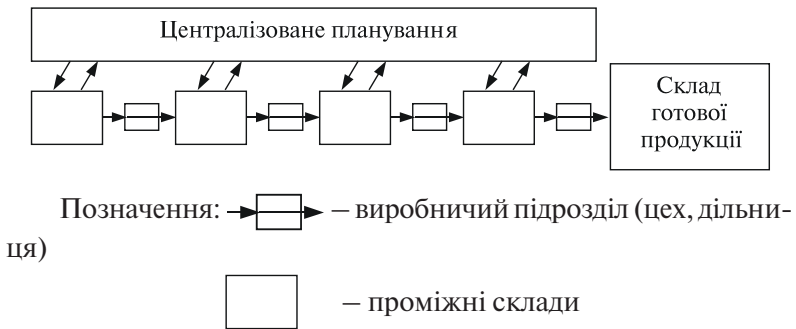 Централізоване планування
Склад
готової
продукції
Позначення: – виробничий підрозділ (цех, дільни-
ця)
– проміжні склади